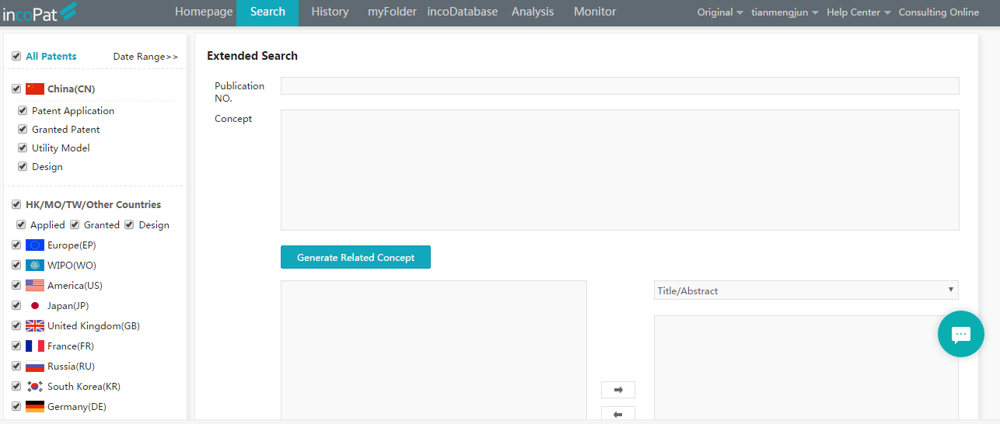 incoPat
Homepage Search History myFolder incoDatabase Analysis Monitor
Original tianmengjun Help Center Consulting Online
All Patents Date Range>>
China(CN)
Patent Application
Granted Patent
Utility Model
Design
HK/MO/TW/Other Countries
Applied Granted Design
Europe(EP)
WIPO(WO)
America(US)
Japan(JP)
United Kingdom(GB)
France(FR)
Russia(RU)
South Korea(KR)
Germany(DE)
Extended Search
Publication
NO.
Concept
Generate Related Concept
Title/Abstract